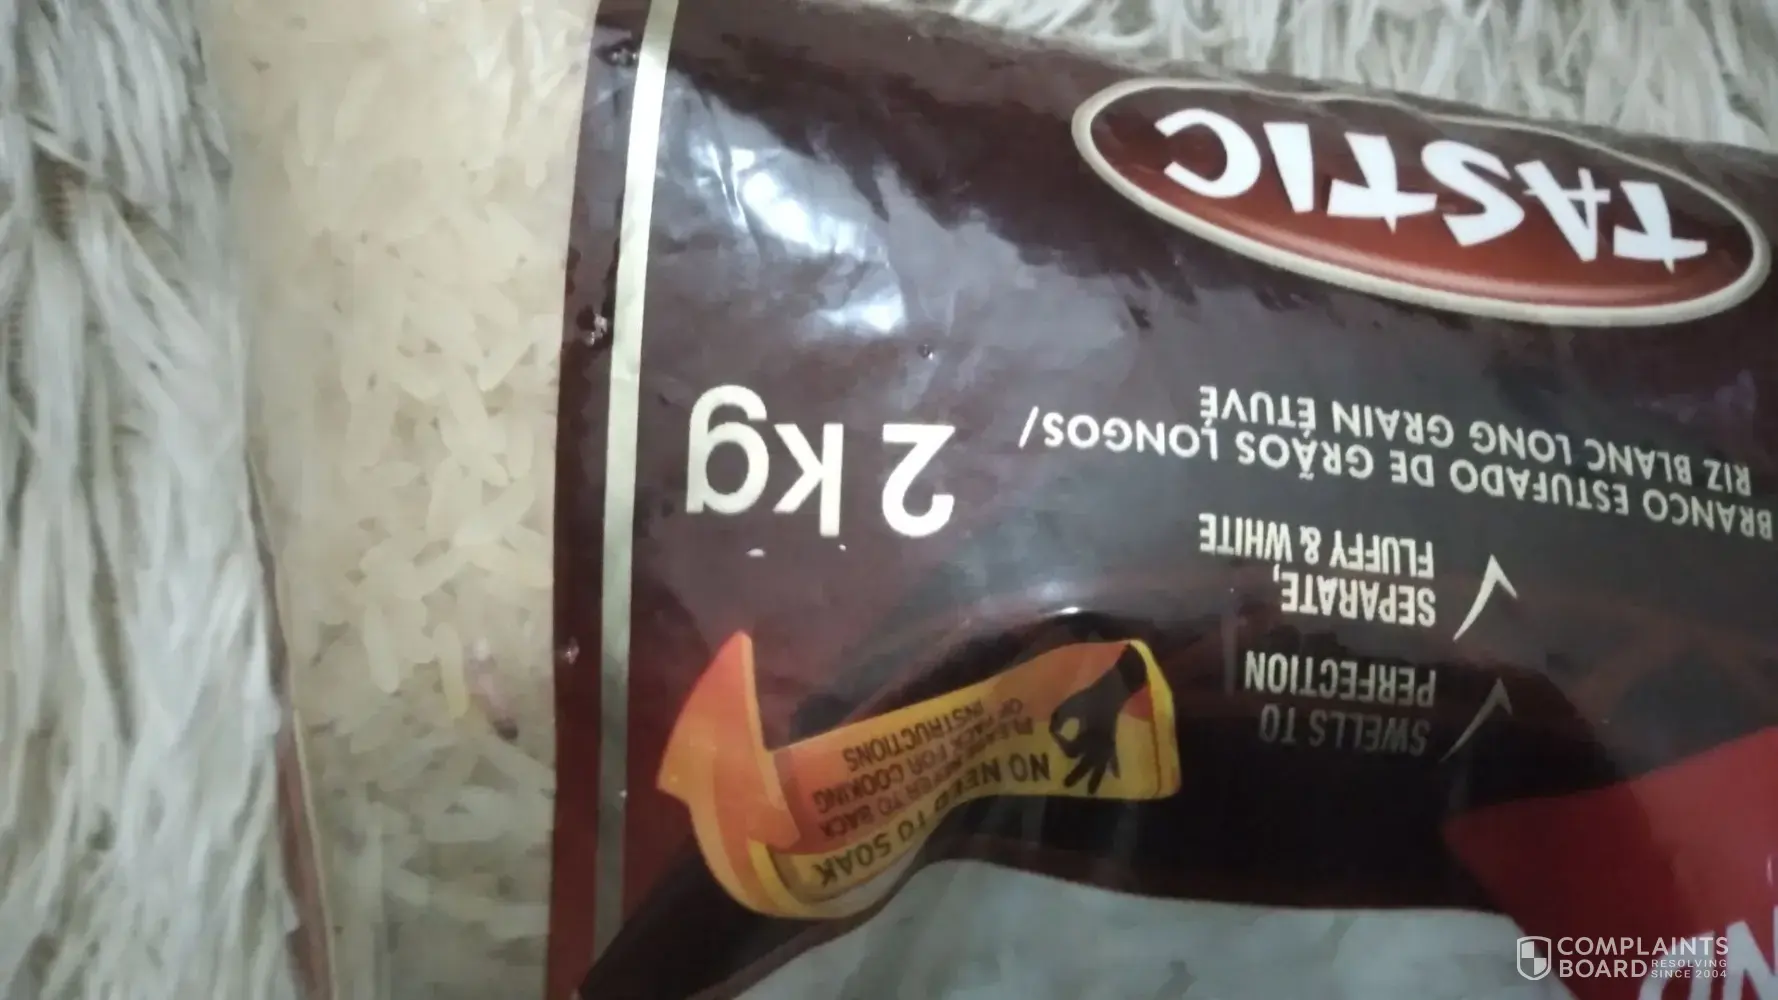 TASTIC
BRANCO ESTUFADO DE GRÃOS LONGOS/
RIZ BLANC LONG GRAIN ÉTUVÉ
2 kg
SEPARATE,
FLUFFY & WHITE
SWELLS TO
PERFECTION
NO NEED TO SOAK
PLEASE REFER TO BACK
OF PACK FOR COOKING
INSTRUCTIONS
COMPLAINTS
BOARD RESOLVING
SINCE 2004